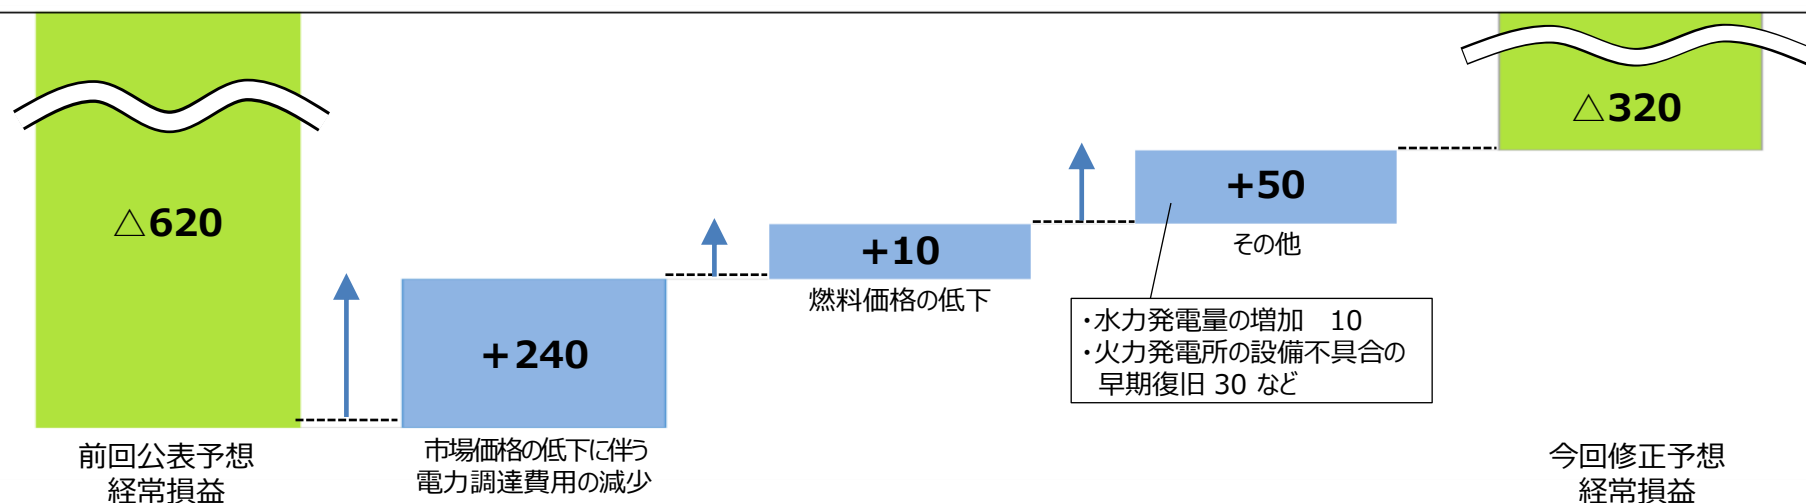 △620
前回公表予想
経常損益
+240
市場価格の低下に伴う
電力調達費用の減少
+10
燃料価格の低下
+50
その他
・水力発電量の増加　10
・火力発電所の設備不具合の
早期復旧 30 など
△320
今回修正予想
経常損益